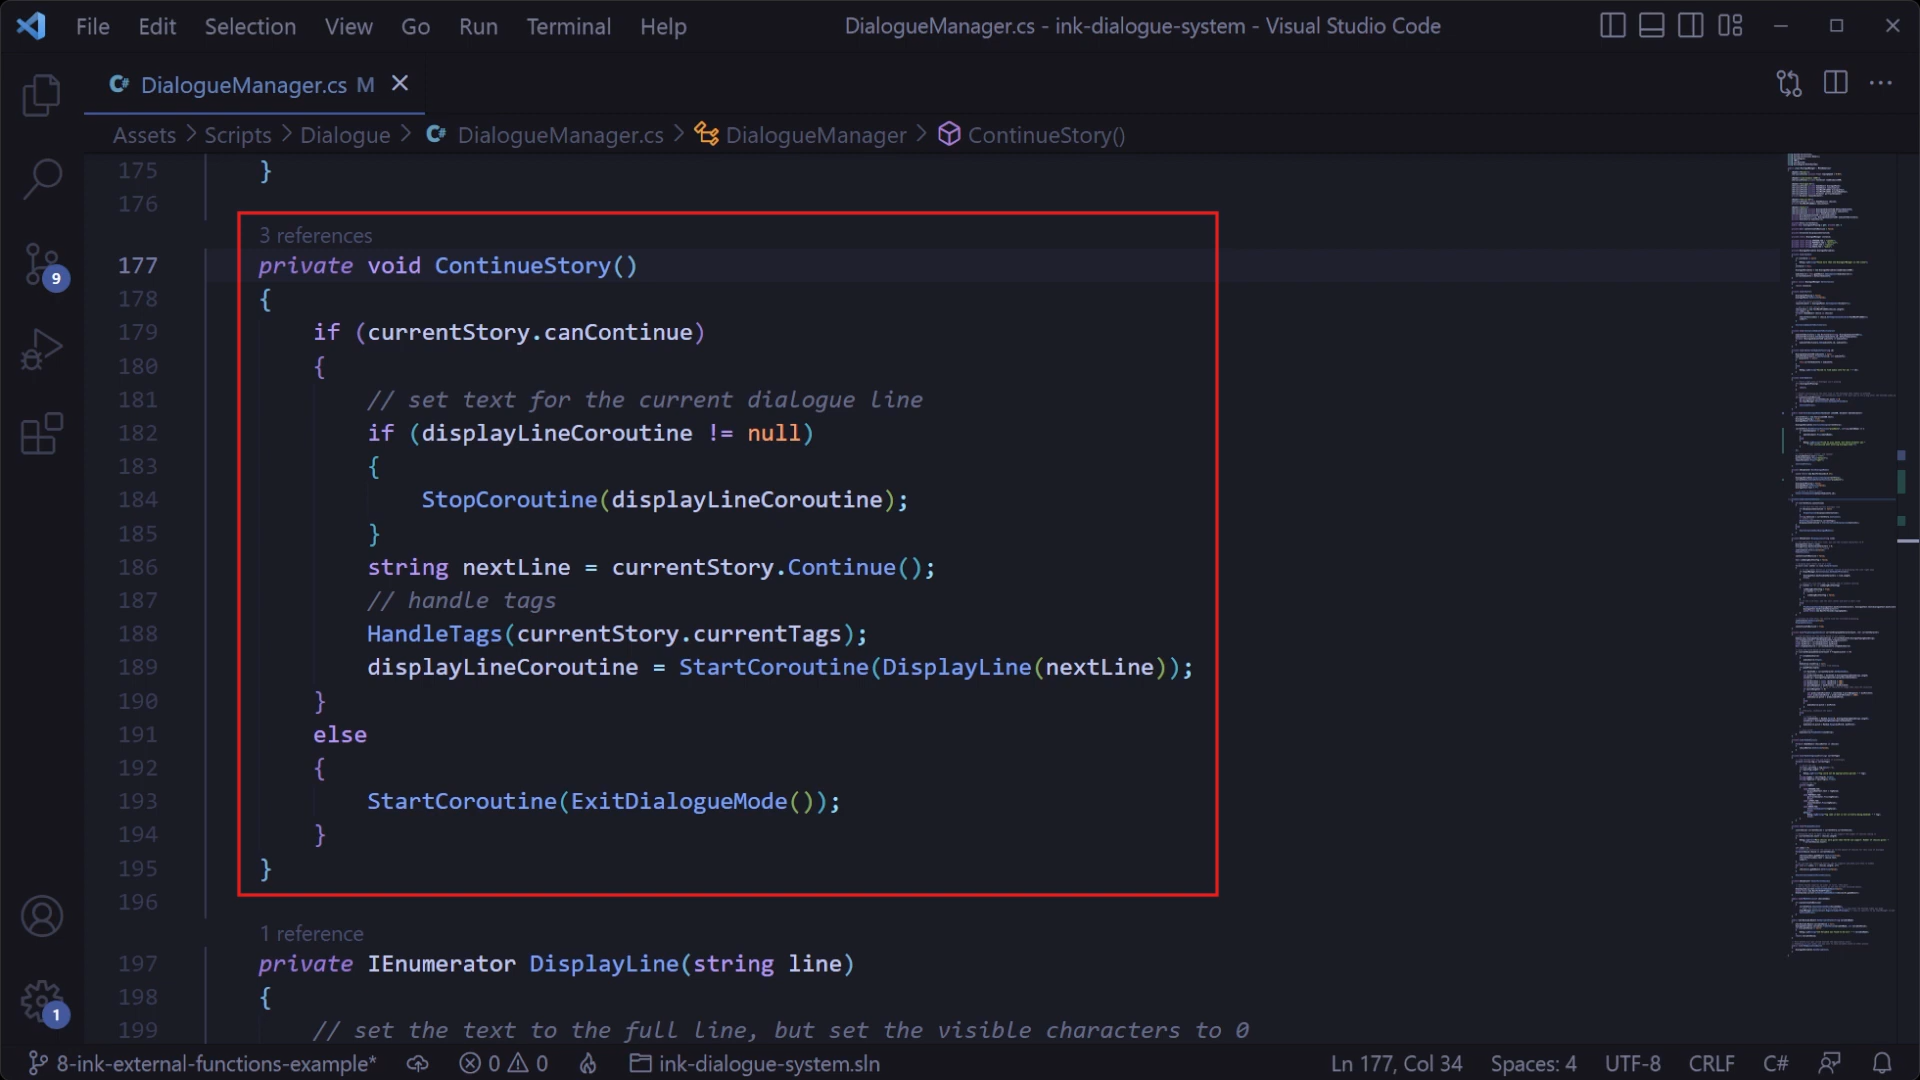 File Edit Selection View Go Run Terminal Help
DialogueManager.cs - ink-dialogue-system - Visual Studio Code
DialogueManager.cs M
Assets > Scripts > Dialogue > DialogueManager.cs > DialogueManager > ContinueStory()
175 }
176
3 references
177 private void ContinueStory()
178 {
179 if (currentStory.canContinue)
180 {
181 // set text for the current dialogue line
182 if (displayLineCoroutine != null)
183 {
184 StopCoroutine(displayLineCoroutine);
185 }
186 string nextLine = currentStory.Continue();
187 // handle tags
188 HandleTags(currentStory.currentTags);
189 displayLineCoroutine = StartCoroutine(DisplayLine(nextLine));
190 }
191 else
192 {
193 StartCoroutine(ExitDialogueMode());
194 }
195 }
196
1 reference
197 private IEnumerator DisplayLine(string line)
198 {
199 // set the text to the full line, but set the visible characters to 0
9
1
8-ink-external-functions-example* 0 0 ink-dialogue-system.sln Ln 177, Col 34 Spaces: 4 UTF-8 CRLF C#